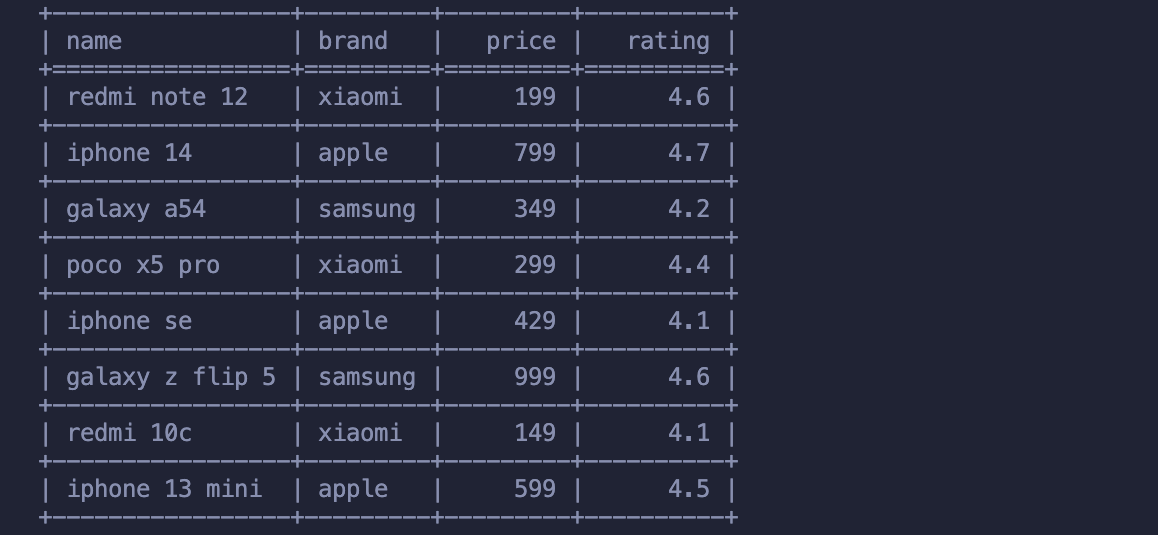 +-----------------+---------+---------+----------+
| name            | brand   |   price |   rating |
+=================+=========+=========+==========+
| redmi note 12   | xiaomi  |     199 |      4.6 |
+-----------------+---------+---------+----------+
| iphone 14       | apple   |     799 |      4.7 |
+-----------------+---------+---------+----------+
| galaxy a54      | samsung |     349 |      4.2 |
+-----------------+---------+---------+----------+
| poco x5 pro     | xiaomi  |     299 |      4.4 |
+-----------------+---------+---------+----------+
| iphone se       | apple   |     429 |      4.1 |
+-----------------+---------+---------+----------+
| galaxy z flip 5 | samsung |     999 |      4.6 |
+-----------------+---------+---------+----------+
| redmi 10c       | xiaomi  |     149 |      4.1 |
+-----------------+---------+---------+----------+
| iphone 13 mini  | apple   |     599 |      4.5 |
+-----------------+---------+---------+----------+